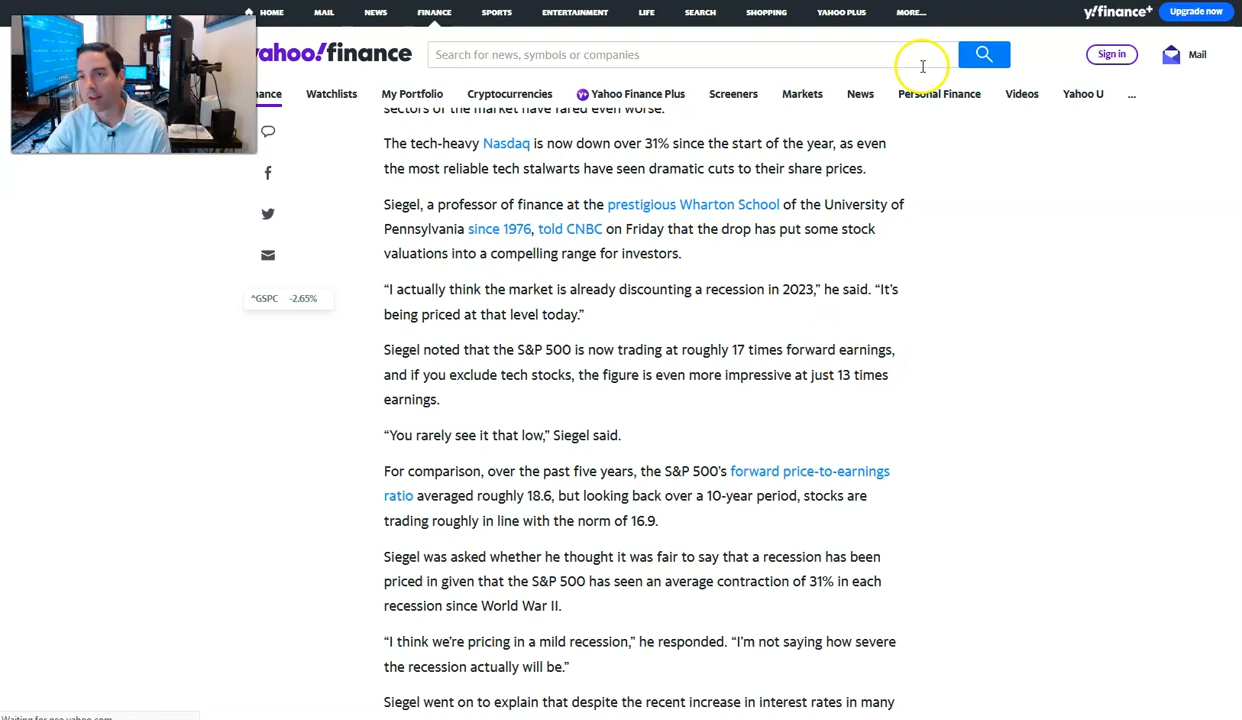 HOME MAIL NEWS FINANCE SPORTS ENTERTAINMENT LIFE SEARCH SHOPPING YAHOO PLUS MORE... y!finance+ Upgrade now
yahoo!finance Search for news, symbols or companies Sign in Mail
nance Watchlists My Portfolio Cryptocurrencies Y+ Yahoo Finance Plus Screeners Markets News Personal Finance Videos Yahoo U ...
sectors of the market have fared even worse.
The tech-heavy Nasdaq is now down over 31% since the start of the year, as even
the most reliable tech stalwarts have seen dramatic cuts to their share prices.
Siegel, a professor of finance at the prestigious Wharton School of the University of
Pennsylvania since 1976, told CNBC on Friday that the drop has put some stock
valuations into a compelling range for investors.
“I actually think the market is already discounting a recession in 2023,” he said. “It’s
^GSPC -2.65%
being priced at that level today.”
Siegel noted that the S&P 500 is now trading at roughly 17 times forward earnings,
and if you exclude tech stocks, the figure is even more impressive at just 13 times
earnings.
“You rarely see it that low,” Siegel said.
For comparison, over the past five years, the S&P 500’s forward price-to-earnings
ratio averaged roughly 18.6, but looking back over a 10-year period, stocks are
trading roughly in line with the norm of 16.9.
Siegel was asked whether he thought it was fair to say that a recession has been
priced in given that the S&P 500 has seen an average contraction of 31% in each
recession since World War II.
“I think we’re pricing in a mild recession,” he responded. “I’m not saying how severe
the recession actually will be.”
Siegel went on to explain that despite the recent increase in interest rates in many